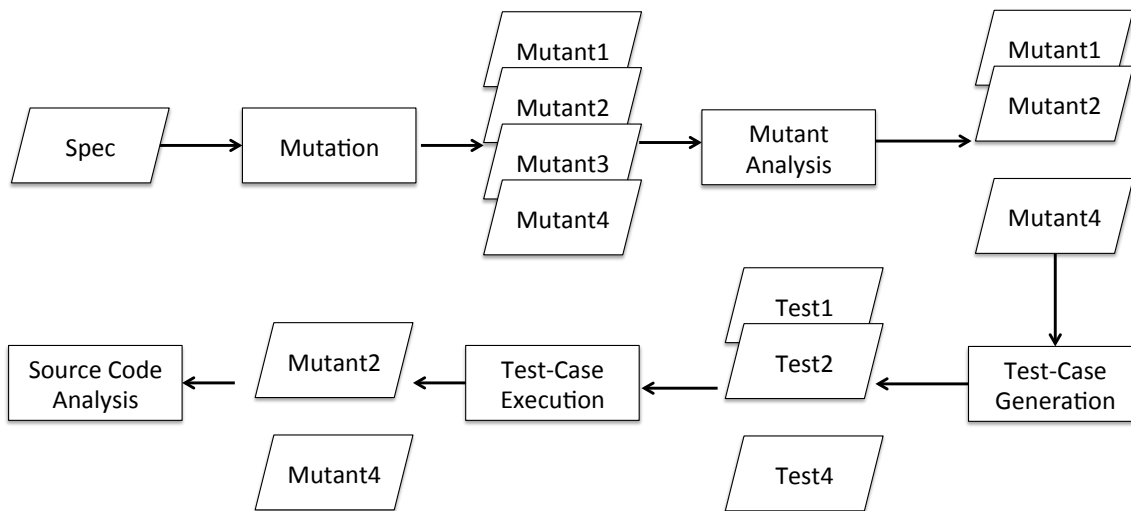 Spec
Mutation
Mutant1
Mutant2
Mutant3
Mutant4
Mutant
Analysis
Mutant1
Mutant2
Mutant4
Test-Case
Generation
Test1
Test2
Test4
Test-Case
Execution
Mutant2
Mutant4
Source Code
Analysis